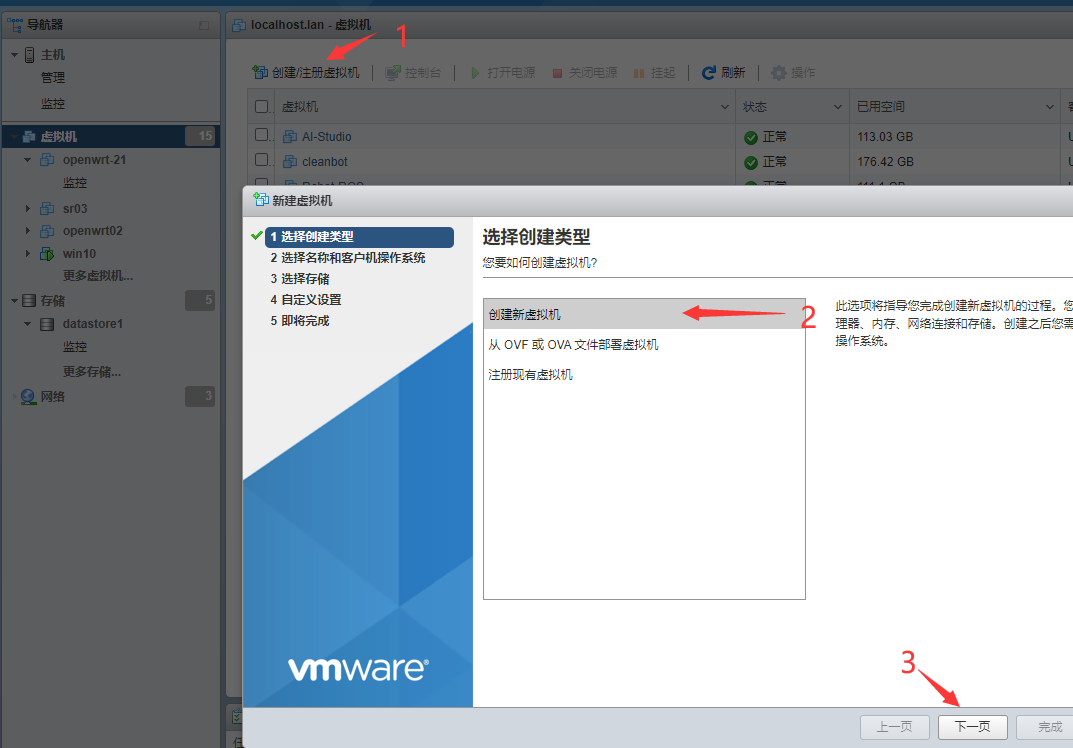 导航器
主机
管理
监控
虚拟机 15
openwrt-21
监控
sr03
openwrt02
win10
更多虚拟机...
存储 5
datastore1
监控
更多存储...
网络 3
localhost.lan - 虚拟机
1
创建/注册虚拟机 控制台 打开电源 关闭电源 挂起 刷新 操作
虚拟机 状态 已用空间
AI-Studio 正常 113.03 GB
cleanbot 正常 176.42 GB
新建虚拟机
1 选择创建类型
2 选择名称和客户机操作系统
3 选择存储
4 自定义设置
5 即将完成
vmware®
选择创建类型
您要如何创建虚拟机?
创建新虚拟机
2
从 OVF 或 OVA 文件部署虚拟机
注册现有虚拟机
此选项将指导您完成创建新虚拟机的过程。您
理器、内存、网络连接和存储。创建之后您需
操作系统。
3
上一页 下一页 完成